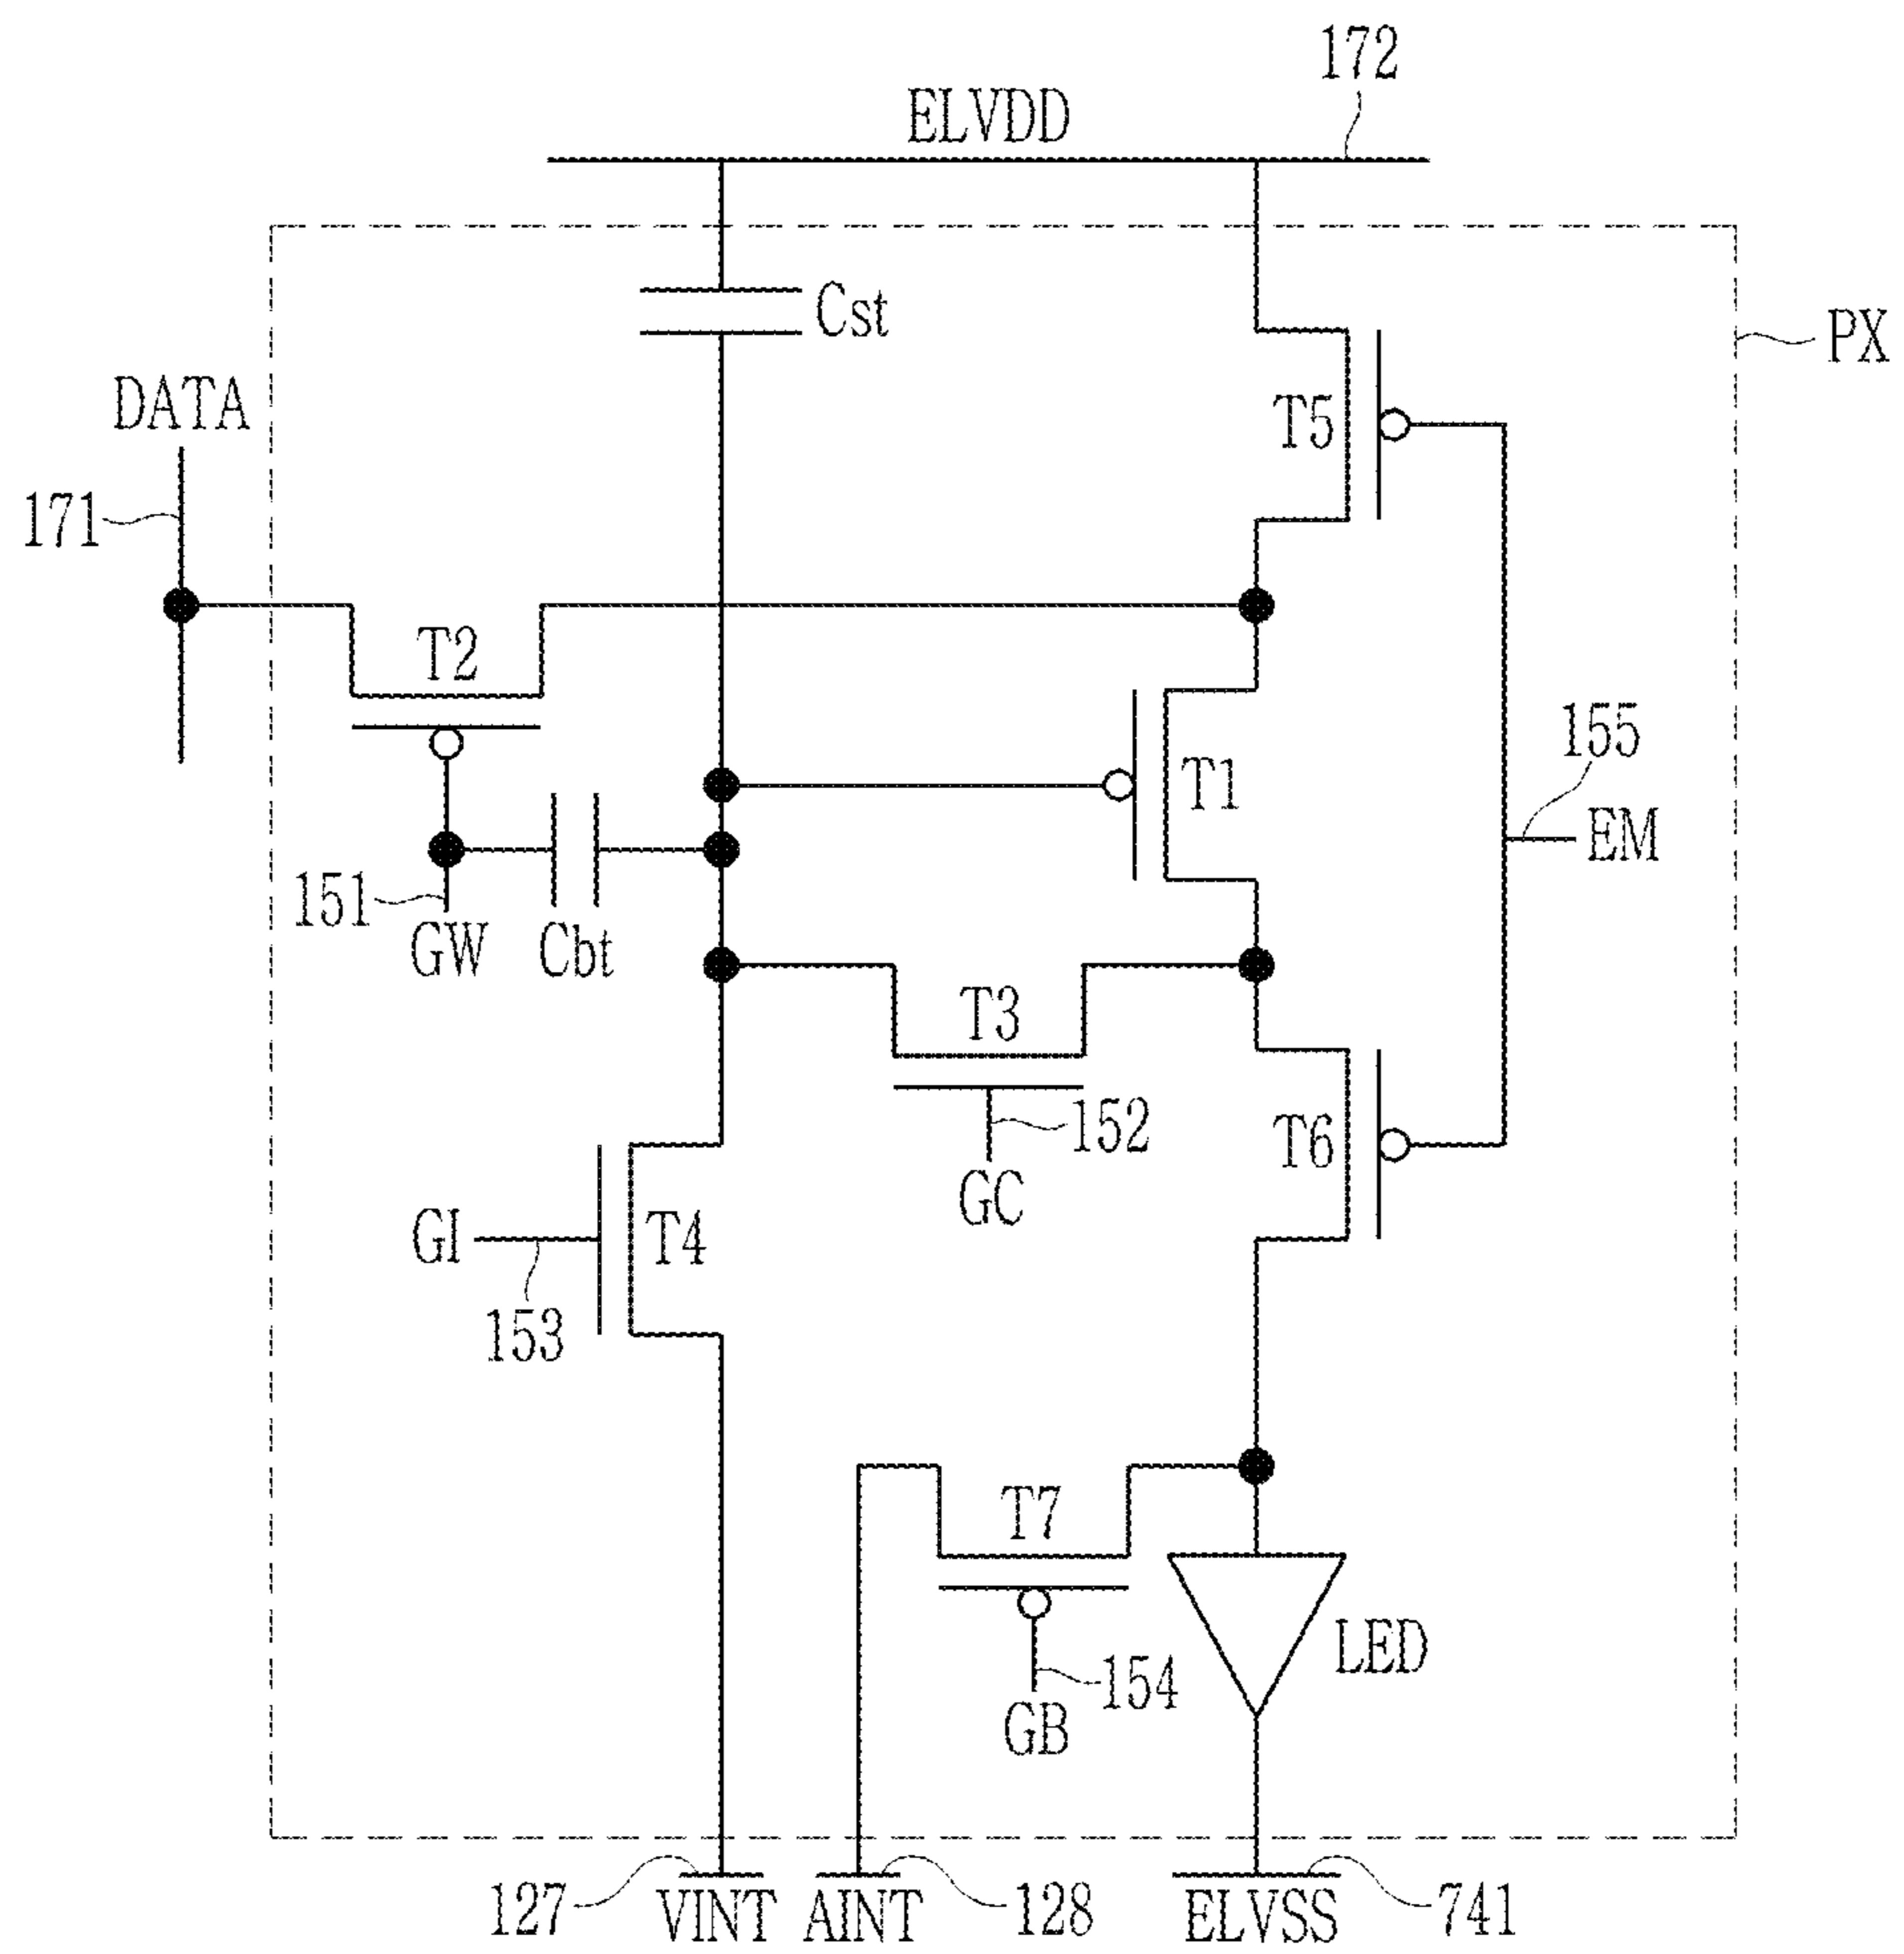 172
ELVDD
Cst
PX
DATA
T5
171
T2
155
T1
EM
151
GW
Cbt
T3
152
T6
GC
GI
T4
153
T7
LED
154
GB
127
VINT
AINT
128
ELVSS
741